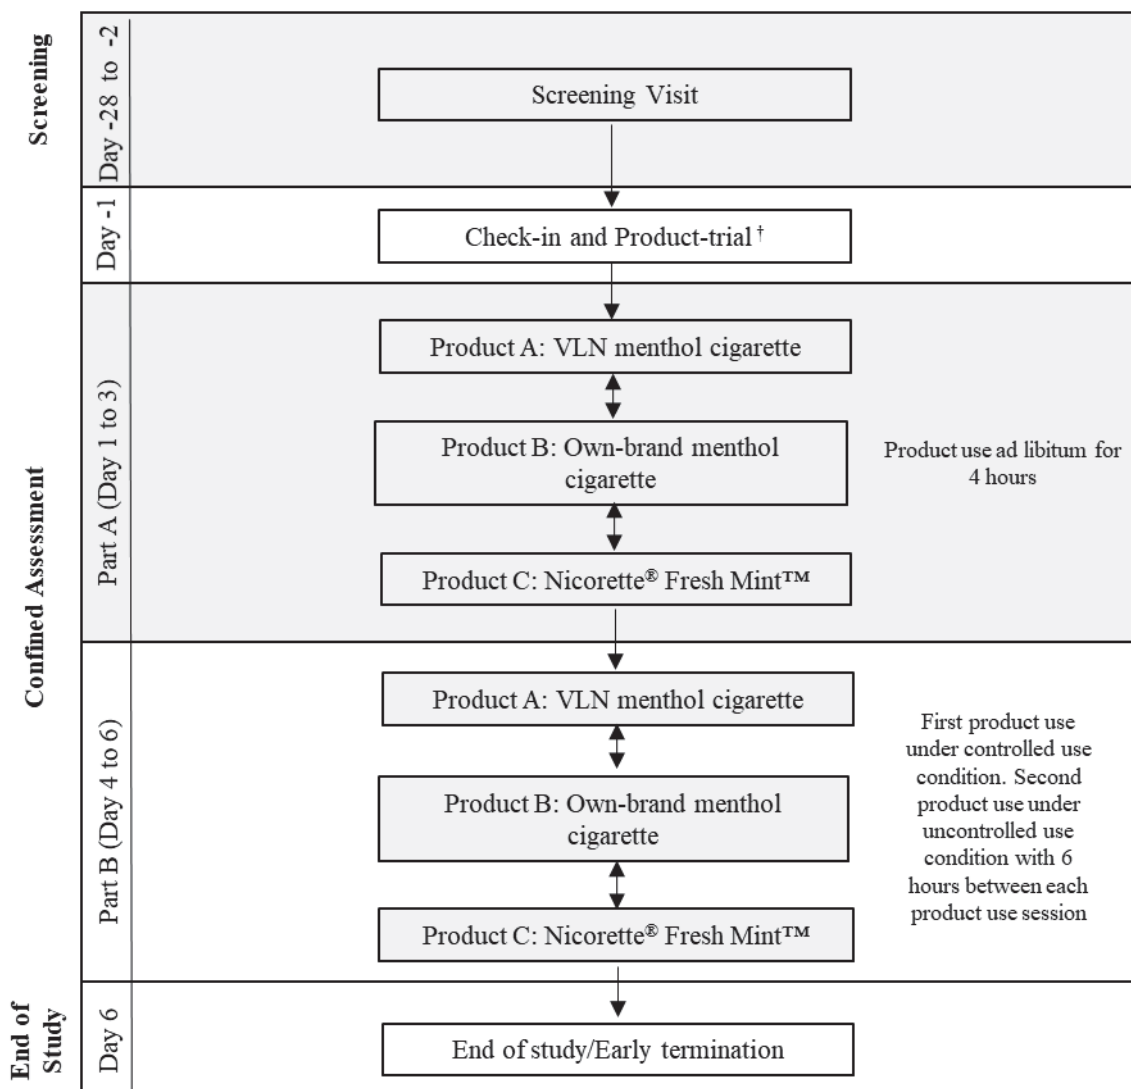 Screening
Day -28 to -2
Screening Visit
Day -1
Check-in and Product-trial †
Confined Assessment
Part A (Day 1 to 3)
Product A: VLN menthol cigarette
Product B: Own-brand menthol
cigarette
Product C: Nicorette® Fresh Mint™
Product use ad libitum for
4 hours
Part B (Day 4 to 6)
Product A: VLN menthol cigarette
Product B: Own-brand menthol
cigarette
Product C: Nicorette® Fresh Mint™
First product use
under controlled use
condition. Second
product use under
uncontrolled use
condition with 6
hours between each
product use session
End of
Study
Day 6
End of study/Early termination